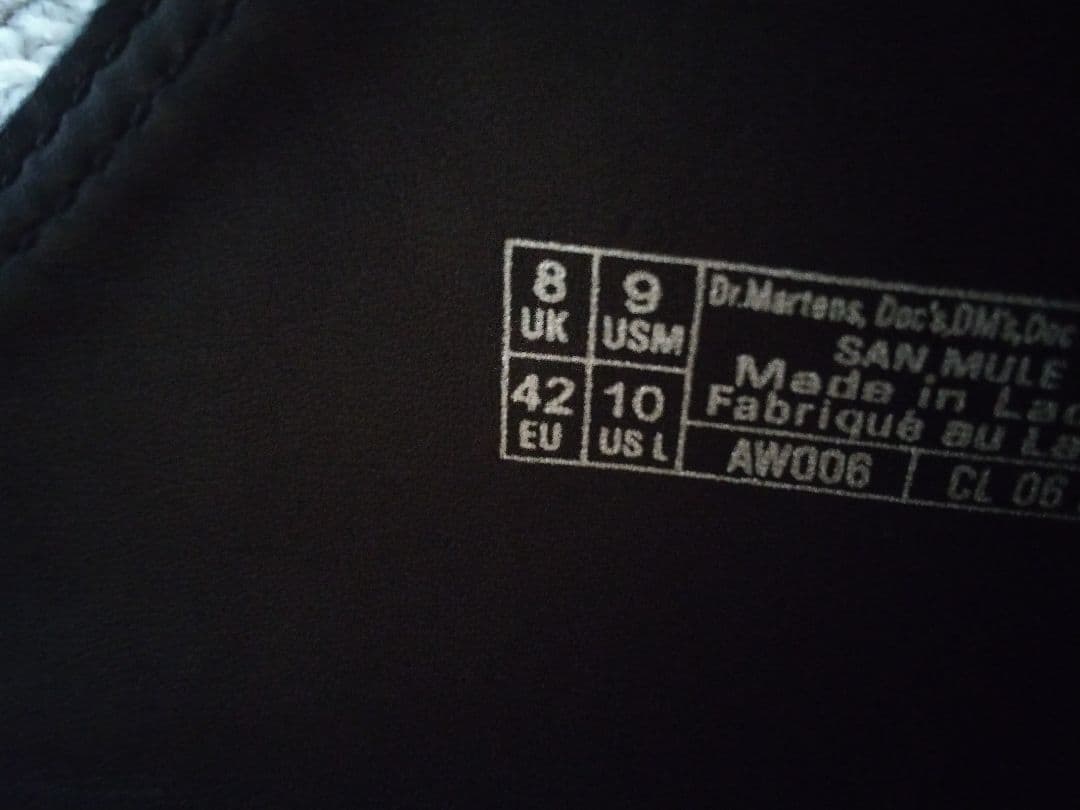 8 UK
9 USM
42 EU
10 US L
Dr.Martens, Doc's,DM's,Doc
SAN MULE
Made in
Fabriqué au
AW006
CL 06